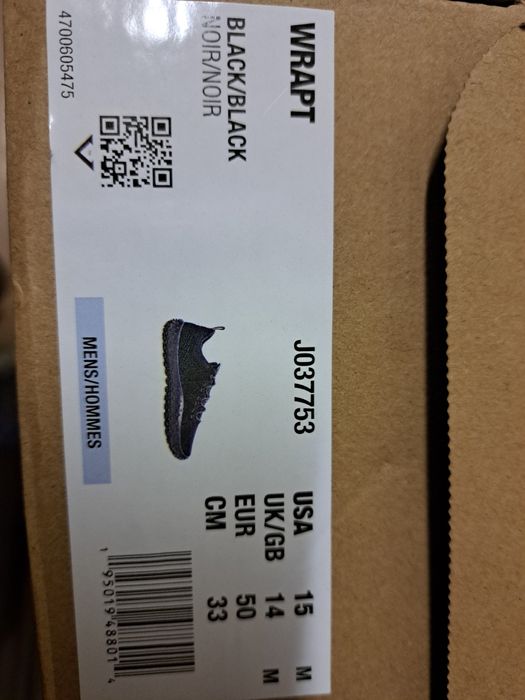 WRAPT
BLACK/BLACK
NOIR/NOIR
4700605475
J037753
MENS/HOMMES
USA 15 M
UK/GB 14 M
EUR 50
CM 33
1 95019 48801 4